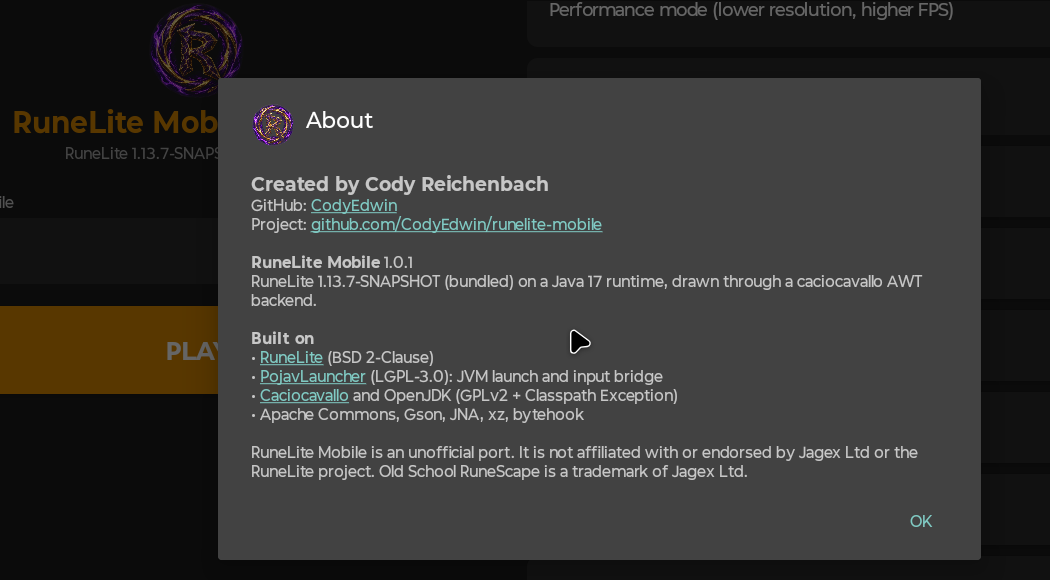 Performance mode (lower resolution, higher FPS)
RuneLite Mob
RuneLite 1.13.7-SNAPS
ile
PLAY
About
Created by Cody Reichenbach
GitHub: CodyEdwin
Project: github.com/CodyEdwin/runelite-mobile
RuneLite Mobile 1.0.1
RuneLite 1.13.7-SNAPSHOT (bundled) on a Java 17 runtime, drawn through a caciocavallo AWT
backend.
Built on
• RuneLite (BSD 2-Clause)
• PojavLauncher (LGPL-3.0): JVM launch and input bridge
• Caciocavallo and OpenJDK (GPLv2 + Classpath Exception)
• Apache Commons, Gson, JNA, xz, bytehook
RuneLite Mobile is an unofficial port. It is not affiliated with or endorsed by Jagex Ltd or the
RuneLite project. Old School RuneScape is a trademark of Jagex Ltd.
OK